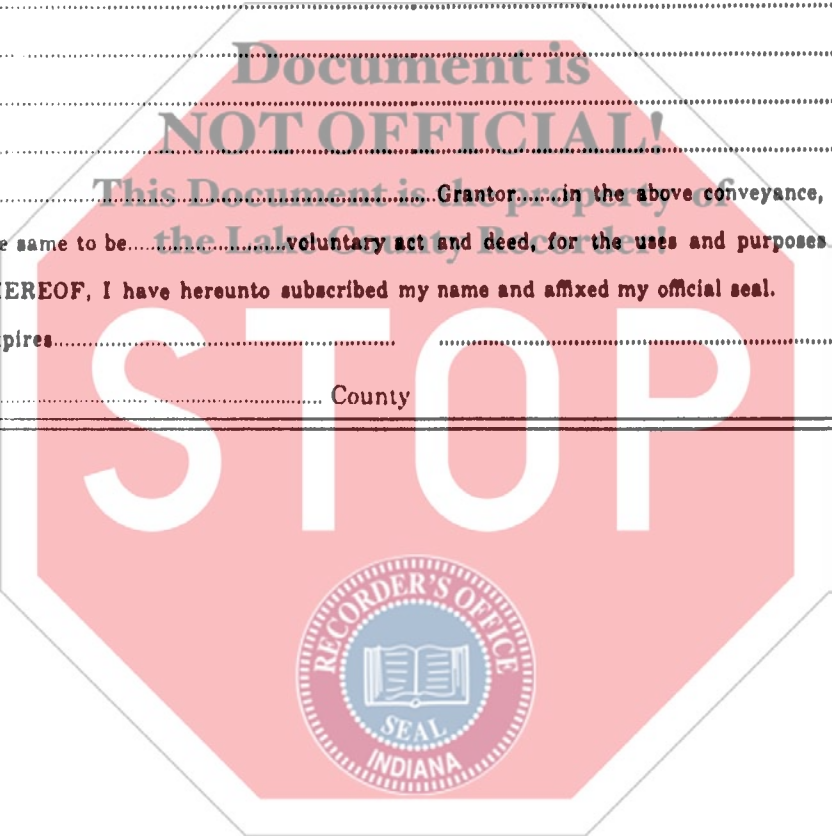 Document is
NOT OFFICIAL!
This Document is the property of
the Lake County Recorder!
Grantor.......in the above conveyance,
e same to be........................voluntary act and deed, for the uses and purposes
EREOF, I have hereunto subscribed my name and affixed my official seal.
pires
County
STOP
RECORDER'S OFFICE
SEAL
INDIANA